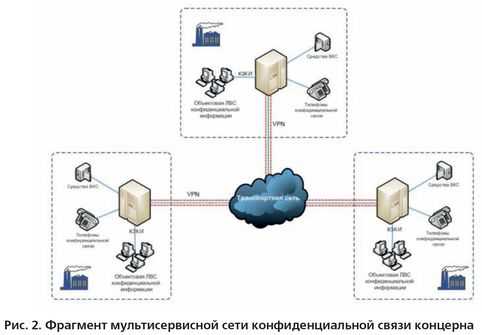 Средства ВКС
КЗКИ
Объектовая ЛВС
конфиденциальной
информации
Телефоны
конфиденциальной
связи
VPN
Средства ВКС
VPN
Транспортная сеть
Средства ВКС
Телефоны
конфиденциальной
связи
КЗКИ
Телефоны
конфиденциальной
связи
КЗКИ
Объектовая ЛВС
конфиденциальной
информации
Объектовая ЛВС
конфиденциальной
информации
Рис. 2. Фрагмент мультисервисной сети конфиденциальной связи концерна